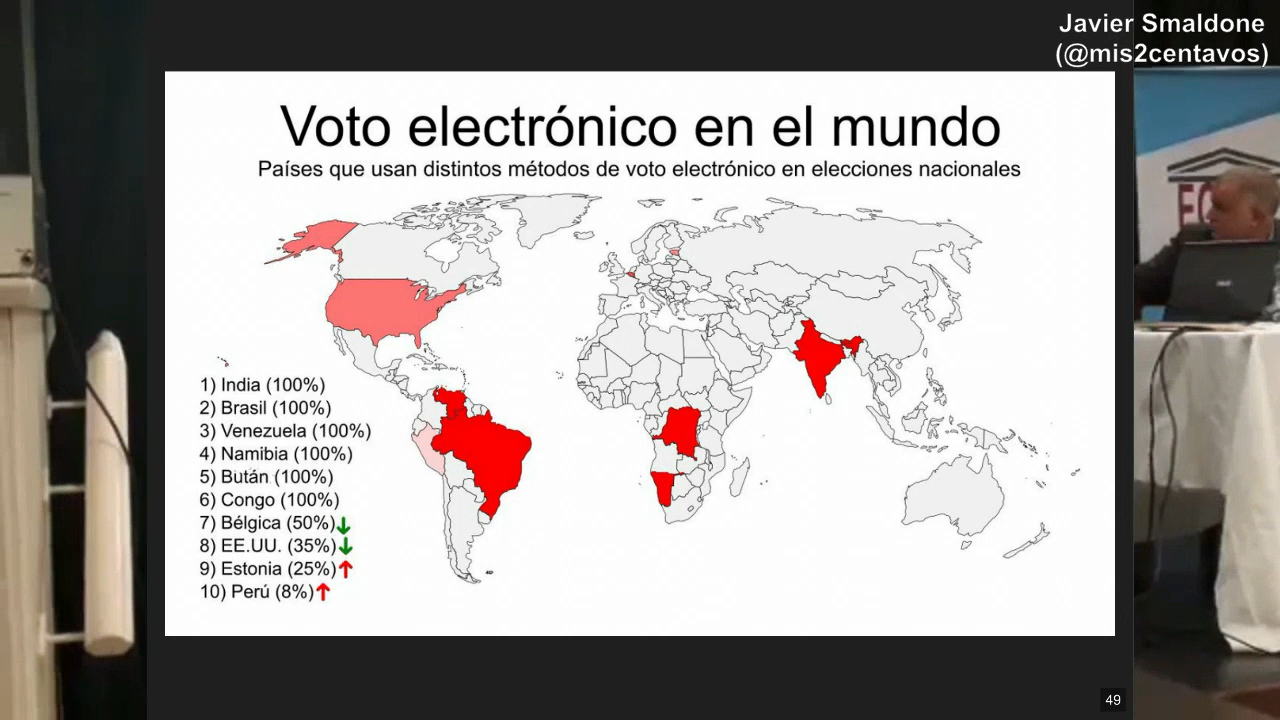 Javier Smaldone
(@mis2centavos)
Voto electrónico en el mundo
Países que usan distintos métodos de voto electrónico en elecciones nacionales
1) India (100%)
2) Brasil (100%)
3) Venezuela (100%)
4) Namibia (100%)
5) Bután (100%)
6) Congo (100%)
7) Bélgica (50%)
8) EE.UU. (35%)
9) Estonia (25%)
10) Perú (8%)
49